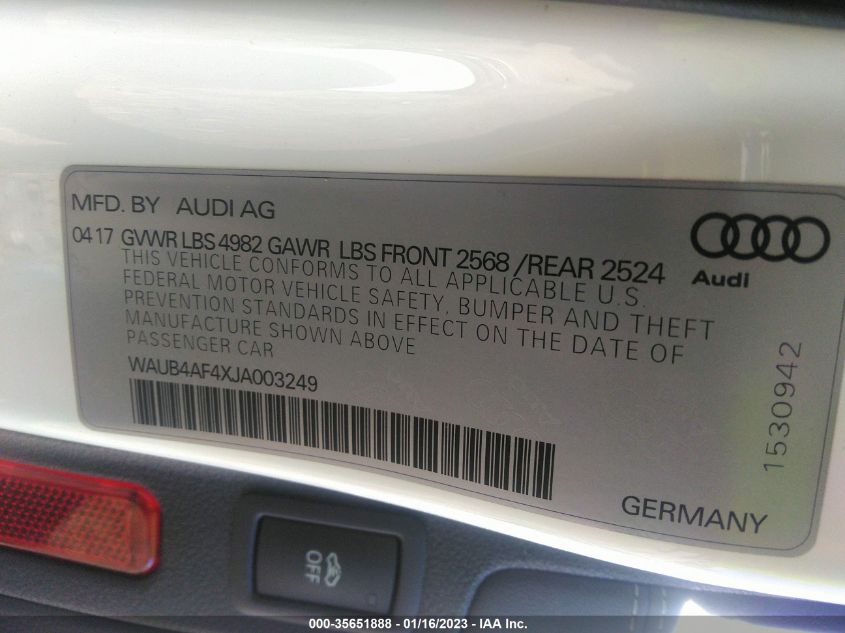 MFD. BY AUDI AG
04 17 GVWR LBS 4982 GAWR LBS FRONT 2568 / REAR 2524
THIS VEHICLE CONFORMS TO ALL APPLICABLE U.S.
FEDERAL MOTOR VEHICLE SAFETY, BUMPER AND THEFT
PREVENTION STANDARDS IN EFFECT ON THE DATE OF
MANUFACTURE SHOWN ABOVE
PASSENGER CAR
WAUB4AF4XJA003249
Audi
1530942
GERMANY
OFF
000-35651888 - 01/16/2023 - IAA Inc.